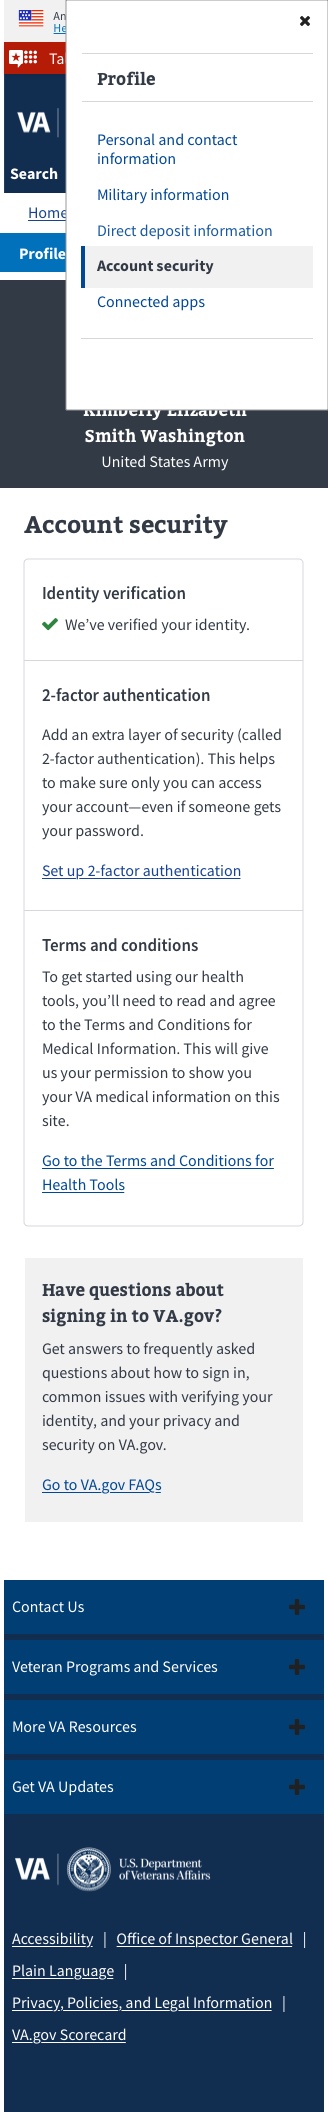 An
He
Ta
VA
Search
Home
Profile
Profile
Personal and contact
information
Military information
Direct deposit information
Account security
Connected apps
Kimberly Elizabeth
Smith Washington
United States Army
Account security
Identity verification
We’ve verified your identity.
2-factor authentication
Add an extra layer of security (called
2-factor authentication). This helps
to make sure only you can access
your account—even if someone gets
your password.
Set up 2-factor authentication
Terms and conditions
To get started using our health
tools, you’ll need to read and agree
to the Terms and Conditions for
Medical Information. This will give
us your permission to show you
your VA medical information on this
site.
Go to the Terms and Conditions for
Health Tools
Have questions about
signing in to VA.gov?
Get answers to frequently asked
questions about how to sign in,
common issues with verifying your
identity, and your privacy and
security on VA.gov.
Go to VA.gov FAQs
Contact Us
Veteran Programs and Services
More VA Resources
Get VA Updates
VA | U.S. Department
of Veterans Affairs
Accessibility | Office of Inspector General |
Plain Language |
Privacy, Policies, and Legal Information |
VA.gov Scorecard